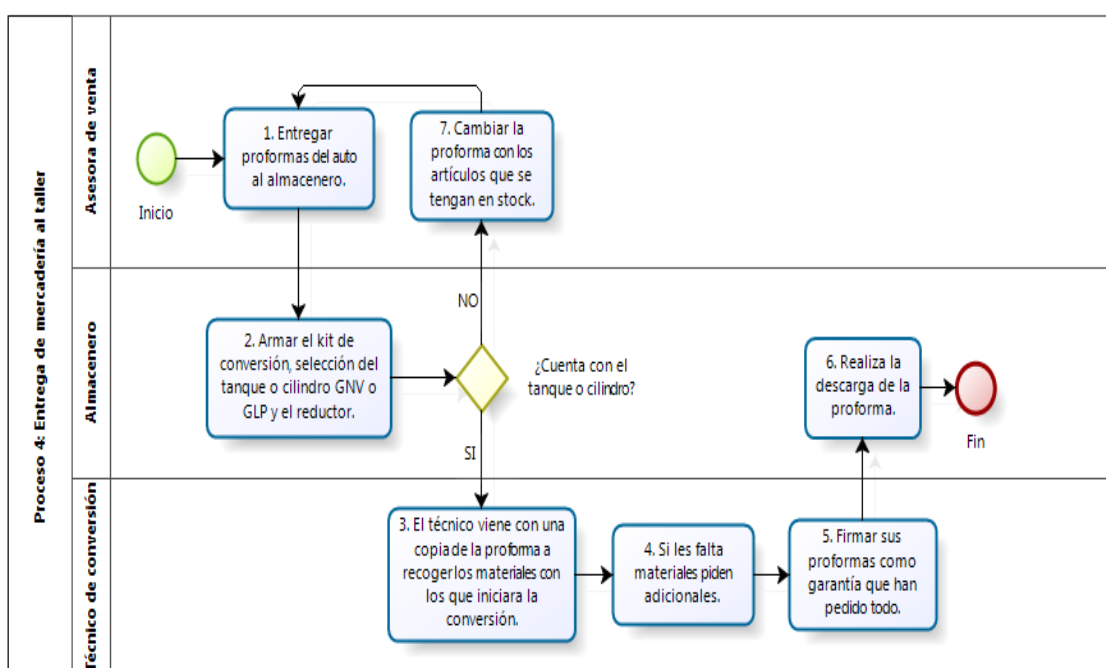 Proceso 4: Entrega de mercadería al taller
Asesora de venta
Inicio
1. Entregar
proformas del auto
al almacenero.
7. Cambiar la
proforma con los
artículos que se
tengan en stock.
Almacenero
2. Armar el kit de
conversión, selección del
tanque o cilindro GNV o
GLP y el reductor.
NO
¿Cuenta con el
tanque o cilindro?
SI
6. Realiza la
descarga de la
proforma.
Fin
Técnico de conversión
3. El técnico viene con una
copia de la proforma a
recoger los materiales con
los que iniciara la
conversión.
4. Si les falta
materiales piden
adicionales.
5. Firmar sus
proformas como
garantía que han
pedido todo.